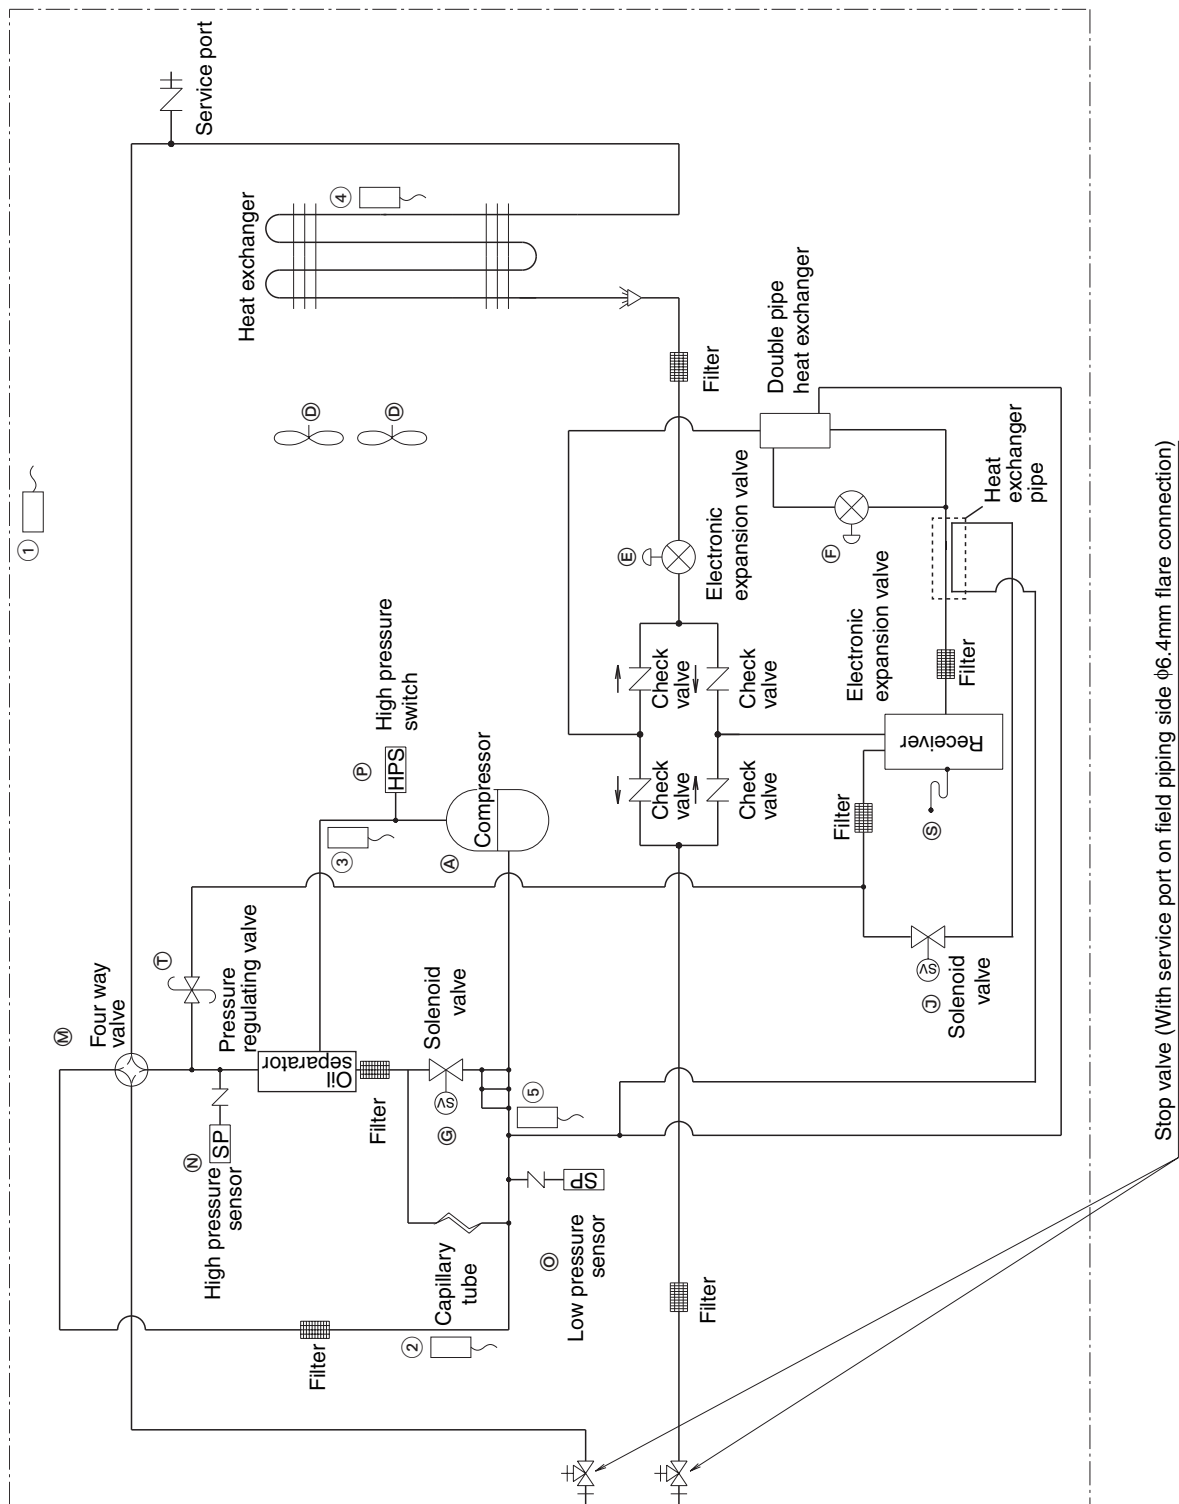 1
M
Four way
valve
Service port
T
N
High pressure
sensor
SP
Pressure
regulating valve
Oil
separator
Heat exchanger
4
D
D
Filter
3
P
High pressure
switch
HPS
Filter
2
SV
G
Solenoid
valve
Capillary
tube
A
Compressor
5
O
Low pressure
sensor
SP
E
Electronic
expansion valve
Filter
Check
valve
Check
valve
Check
valve
Check
valve
Filter
Double pipe
heat exchanger
F
Electronic
expansion valve
Filter
Receiver
S
Filter
SV
J
Solenoid
valve
Heat
exchanger
pipe
Stop valve (With service port on field piping side ϕ6.4mm flare connection)